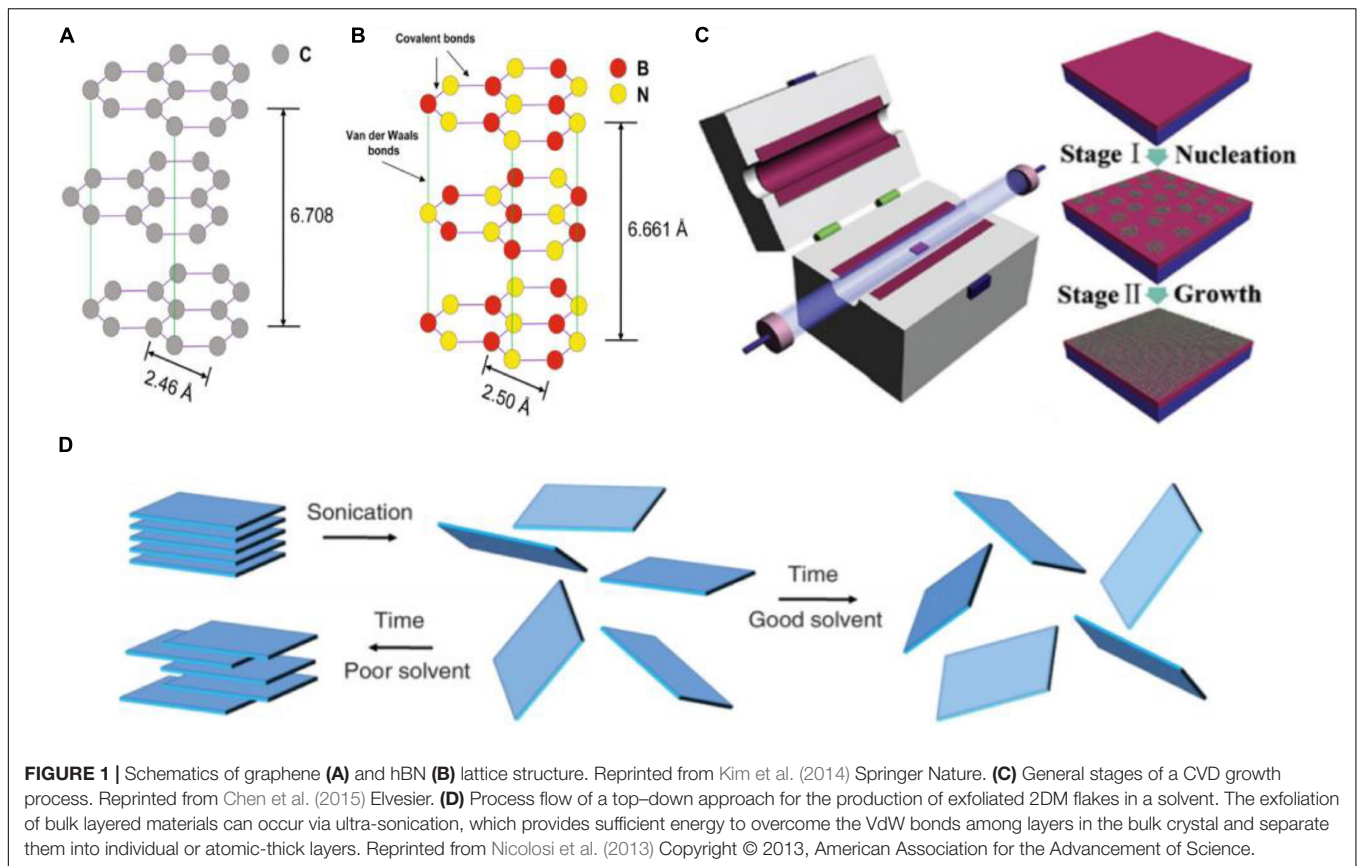 A
C
6.708
2.46 Å
B
Covalent bonds
B
N
Van der Waals
bonds
6.661 Å
2.50 Å
C
Stage I Nucleation
Stage II Growth
D
Sonication
Time
Good solvent
Time
Poor solvent
FIGURE 1 | Schematics of graphene (A) and hBN (B) lattice structure. Reprinted from Kim et al. (2014) Springer Nature. (C) General stages of a CVD growth
process. Reprinted from Chen et al. (2015) Elvesier. (D) Process flow of a top–down approach for the production of exfoliated 2DM flakes in a solvent. The exfoliation
of bulk layered materials can occur via ultra-sonication, which provides sufficient energy to overcome the VdW bonds among layers in the bulk crystal and separate
them into individual or atomic-thick layers. Reprinted from Nicolosi et al. (2013) Copyright © 2013, American Association for the Advancement of Science.